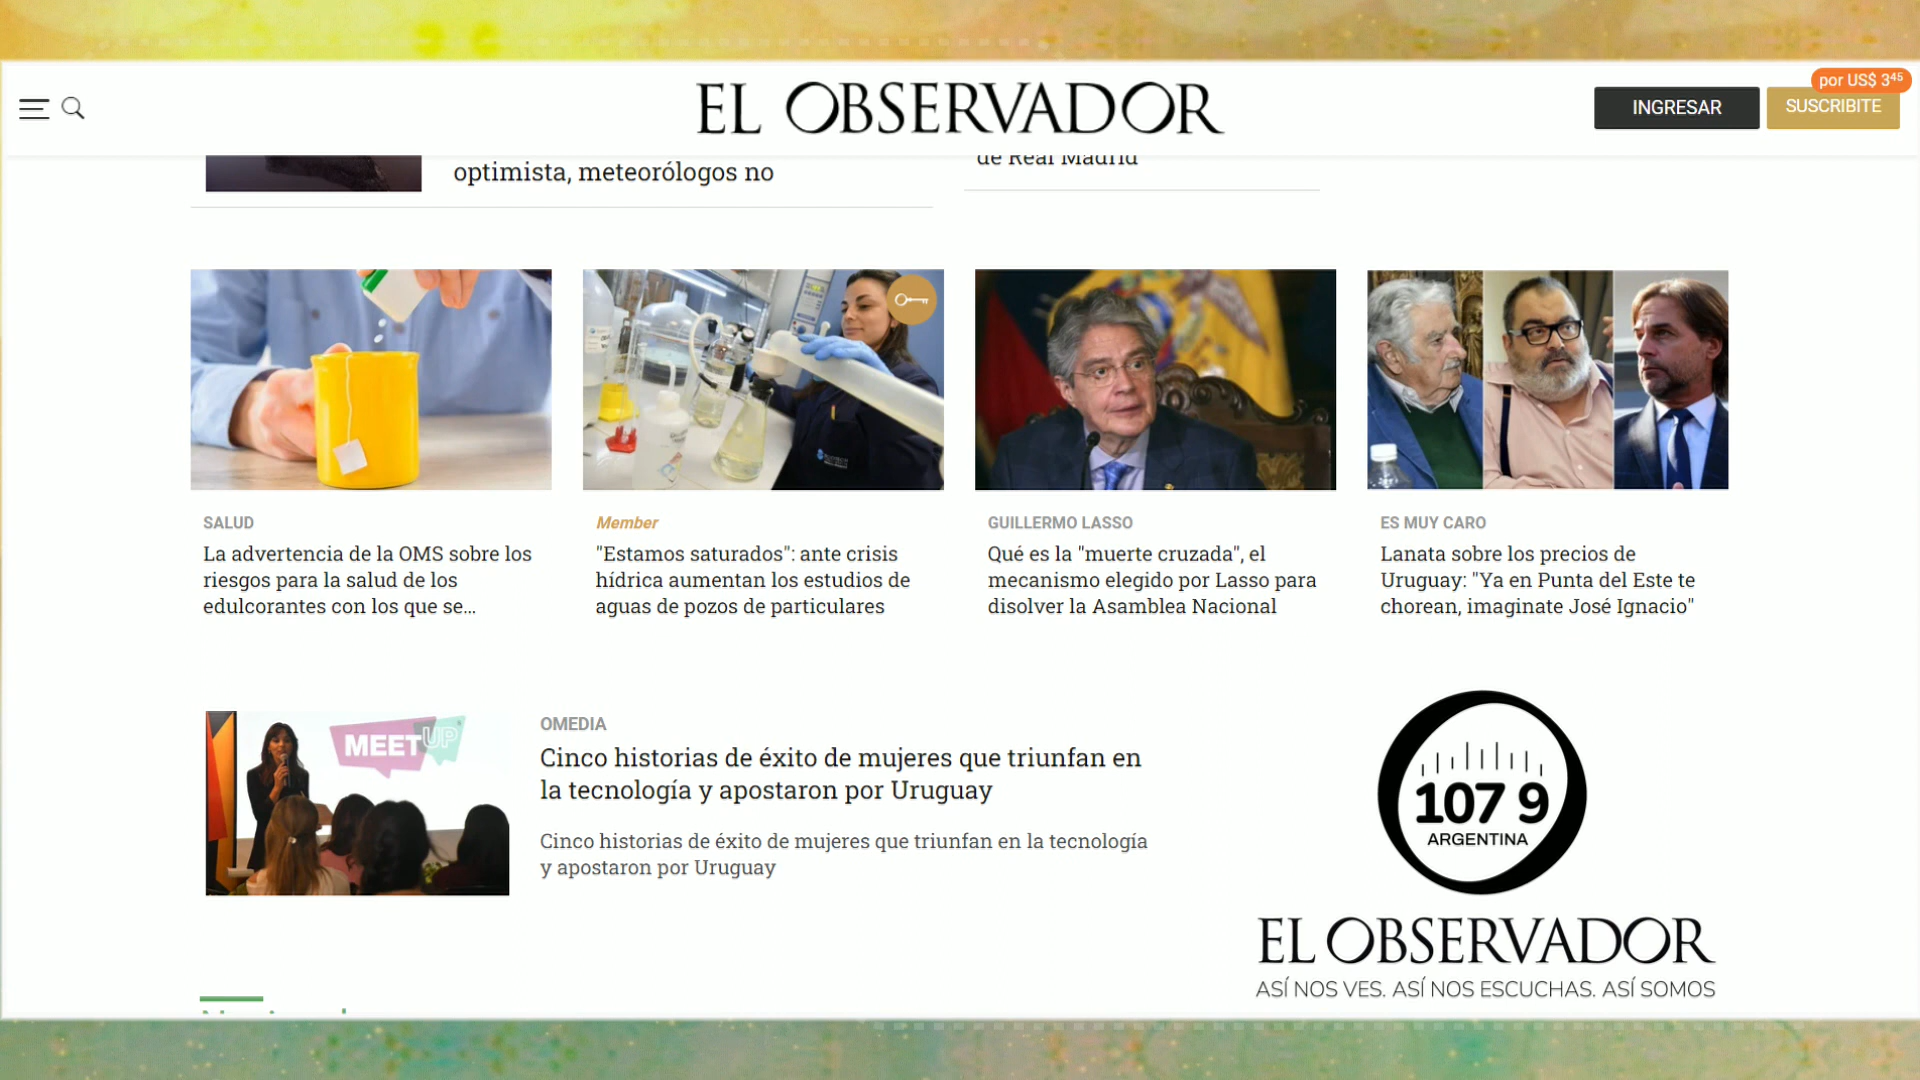 EL OBSERVADOR
INGRESAR
por US$ 3⁴⁵
SUSCRIBITE
optimista, meteorólogos no
de Real Madrid
SALUD
La advertencia de la OMS sobre los
riesgos para la salud de los
edulcorantes con los que se...
Member
"Estamos saturados": ante crisis
hídrica aumentan los estudios de
aguas de pozos de particulares
GUILLERMO LASSO
Qué es la "muerte cruzada", el
mecanismo elegido por Lasso para
disolver la Asamblea Nacional
ES MUY CARO
Lanata sobre los precios de
Uruguay: "Ya en Punta del Este te
chorean, imaginate José Ignacio"
MEETUP
OMEDIA
Cinco historias de éxito de mujeres que triunfan en
la tecnología y apostaron por Uruguay
Cinco historias de éxito de mujeres que triunfan en la tecnología
y apostaron por Uruguay
107 9
ARGENTINA
EL OBSERVADOR
ASÍ NOS VES. ASÍ NOS ESCUCHAS. ASÍ SOMOS